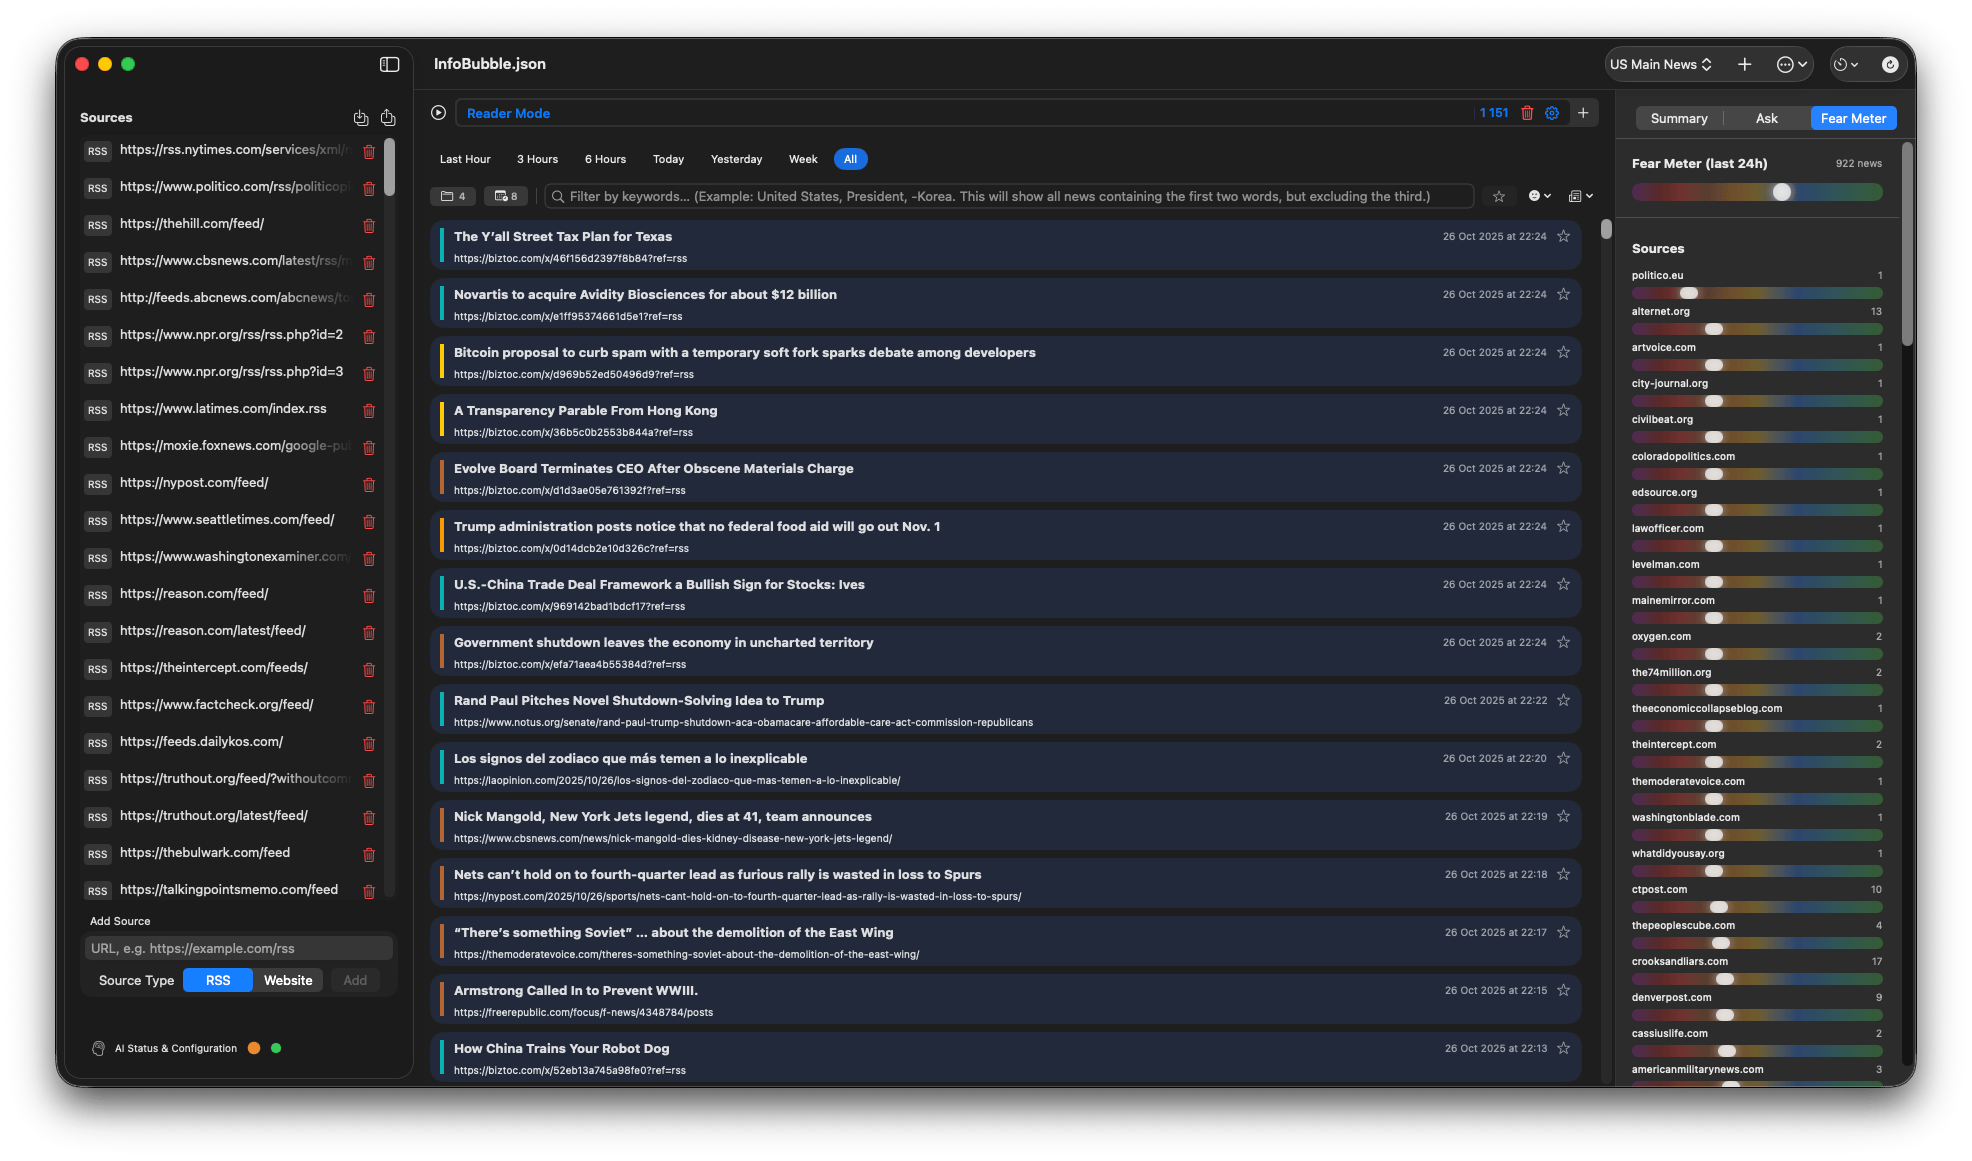 InfoBubble.json
US Main News
Sources
RSS https://rss.nytimes.com/services/xml/r
RSS https://www.politico.com/rss/politicop
RSS https://thehill.com/feed/
RSS https://www.cbsnews.com/latest/rss/m
RSS http://feeds.abcnews.com/abcnews/to
RSS https://www.npr.org/rss/rss.php?id=2
RSS https://www.npr.org/rss/rss.php?id=3
RSS https://www.latimes.com/index.rss
RSS https://moxie.foxnews.com/google-pu
RSS https://nypost.com/feed/
RSS https://www.seattletimes.com/feed/
RSS https://www.washingtonexaminer.com/
RSS https://reason.com/feed/
RSS https://reason.com/latest/feed/
RSS https://theintercept.com/feeds/
RSS https://www.factcheck.org/feed/
RSS https://feeds.dailykos.com/
RSS https://truthout.org/feed/?withoutcom
RSS https://truthout.org/latest/feed/
RSS https://thebulwark.com/feed
RSS https://talkingpointsmemo.com/feed
Add Source
URL, e.g. https://example.com/rss
Source Type RSS Website Add
AI Status & Configuration
Reader Mode 1 151
Last Hour 3 Hours 6 Hours Today Yesterday Week All
4 8 Filter by keywords... (Example: United States, President, -Korea. This will show all news containing the first two words, but excluding the third.)
The Y’all Street Tax Plan for Texas 26 Oct 2025 at 22:24
https://biztoc.com/x/46f156d2397f8b84?ref=rss
Novartis to acquire Avidity Biosciences for about $12 billion 26 Oct 2025 at 22:24
https://biztoc.com/x/e1ff95374661d5e1?ref=rss
Bitcoin proposal to curb spam with a temporary soft fork sparks debate among developers 26 Oct 2025 at 22:24
https://biztoc.com/x/d969b52ed50496d9?ref=rss
A Transparency Parable From Hong Kong 26 Oct 2025 at 22:24
https://biztoc.com/x/36b5c0b2553b844a?ref=rss
Evolve Board Terminates CEO After Obscene Materials Charge 26 Oct 2025 at 22:24
https://biztoc.com/x/d1d3ae05e761392f?ref=rss
Trump administration posts notice that no federal food aid will go out Nov. 1 26 Oct 2025 at 22:24
https://biztoc.com/x/0d14dcb2e10d326c?ref=rss
U.S.-China Trade Deal Framework a Bullish Sign for Stocks: Ives 26 Oct 2025 at 22:24
https://biztoc.com/x/969142bad1bdcf17?ref=rss
Government shutdown leaves the economy in uncharted territory 26 Oct 2025 at 22:24
https://biztoc.com/x/efa71aea4b55384d?ref=rss
Rand Paul Pitches Novel Shutdown-Solving Idea to Trump 26 Oct 2025 at 22:22
https://www.notus.org/senate/rand-paul-trump-shutdown-aca-obamacare-affordable-care-act-commission-republicans
Los signos del zodiaco que más temen a lo inexplicable 26 Oct 2025 at 22:20
https://laopinion.com/2025/10/26/los-signos-del-zodiaco-que-mas-temen-a-lo-inexplicable/
Nick Mangold, New York Jets legend, dies at 41, team announces 26 Oct 2025 at 22:19
https://www.cbsnews.com/news/nick-mangold-dies-kidney-disease-new-york-jets-legend/
Nets can’t hold on to fourth-quarter lead as furious rally is wasted in loss to Spurs 26 Oct 2025 at 22:18
https://nypost.com/2025/10/26/sports/nets-cant-hold-on-to-fourth-quarter-lead-as-rally-is-wasted-in-loss-to-spurs/
“There’s something Soviet” ... about the demolition of the East Wing 26 Oct 2025 at 22:17
https://themoderatevoice.com/theres-something-soviet-about-the-demolition-of-the-east-wing/
Armstrong Called In to Prevent WWIII. 26 Oct 2025 at 22:15
https://freerepublic.com/focus/f-news/4348784/posts
How China Trains Your Robot Dog 26 Oct 2025 at 22:13
https://biztoc.com/x/52eb13a745a98fe0?ref=rss
Summary Ask Fear Meter
Fear Meter (last 24h) 922 news
Sources
politico.eu 1
alternet.org 13
artvoice.com 1
city-journal.org 1
civilbeat.org 1
coloradopolitics.com 1
edsource.org 1
lawofficer.com 1
levelman.com 1
mainemirror.com 1
oxygen.com 2
the74million.org 2
theeconomiccollapseblog.com 1
theintercept.com 2
themoderatevoice.com 1
washingtonblade.com 1
whatdidyousay.org 1
ctpost.com 10
thepeoplescube.com 4
crooksandliars.com 17
denverpost.com 9
cassiuslife.com 2
americanmilitarynews.com 3